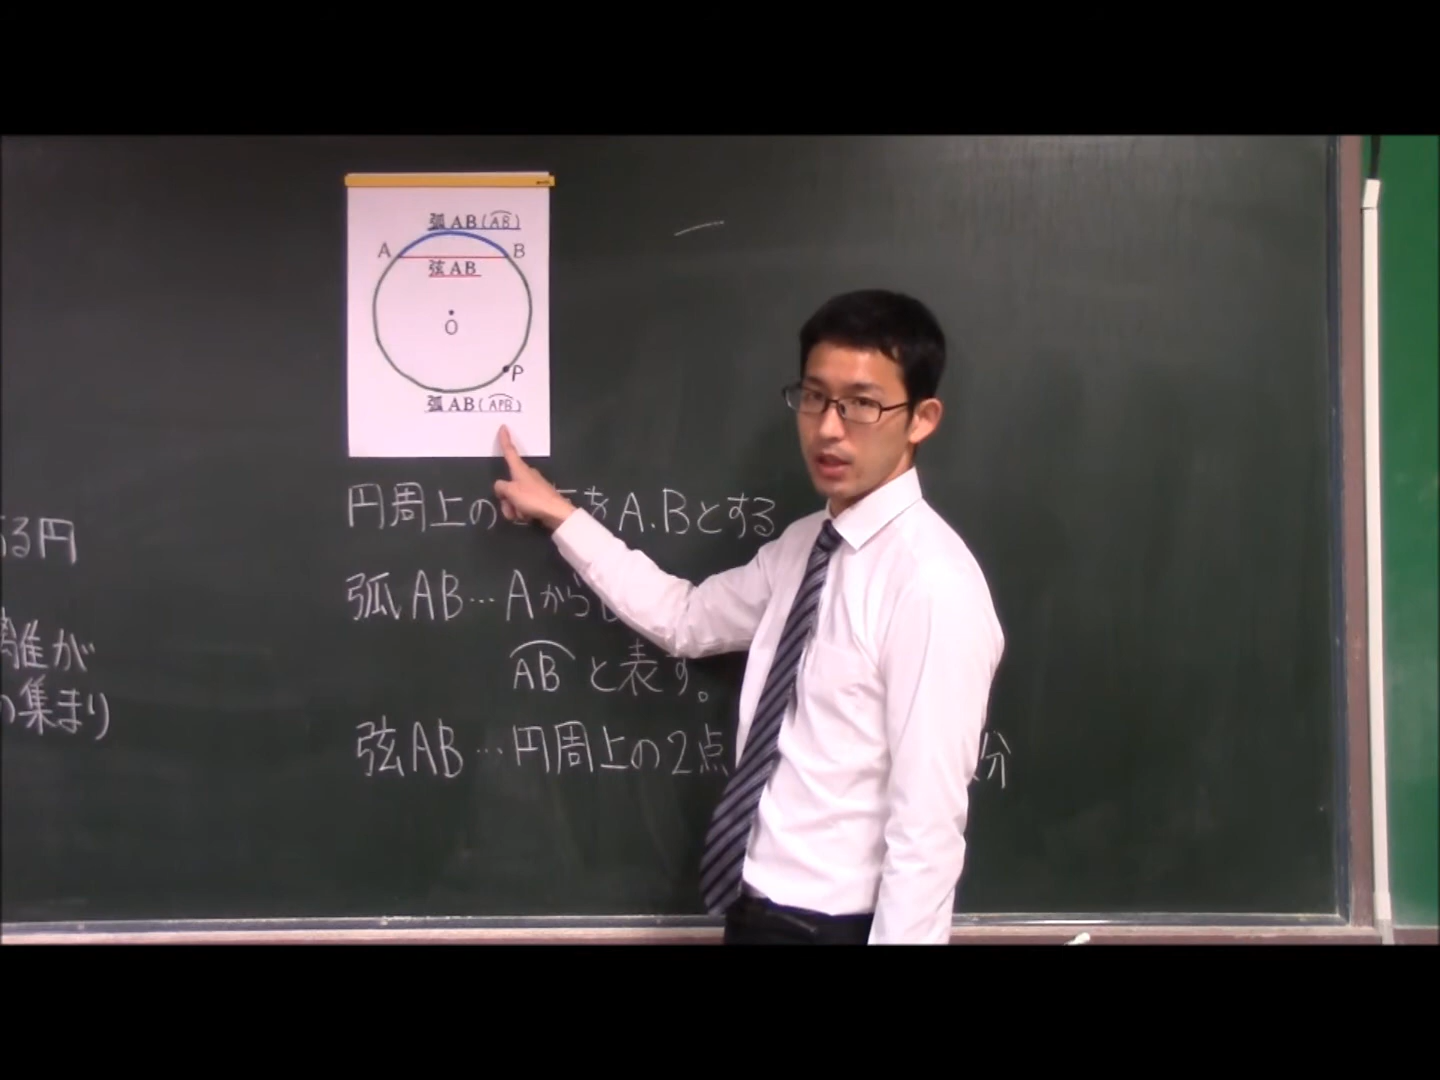 弧AB(AB)
A
B
弦AB
O
P
弧AB(APB)
円周上の を A.Bとする
弧AB…Aから
ABと表す。
弦AB…円周上の2点 分
る円
離が
の集まり